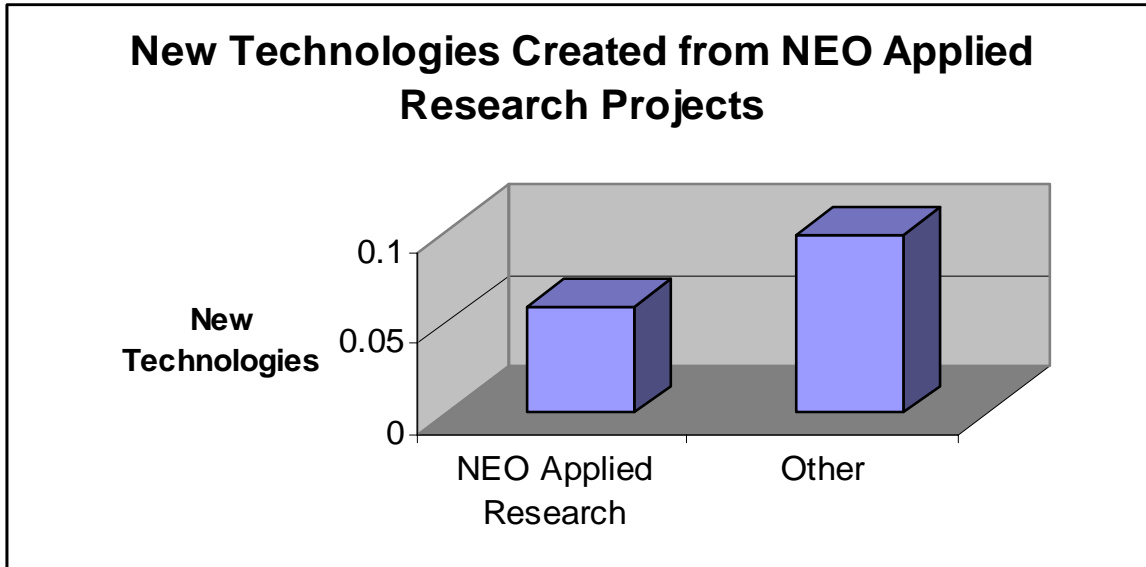 New Technologies Created from NEO Applied
Research Projects
0.1
0.05
0
New
Technologies
NEO Applied
Research
Other